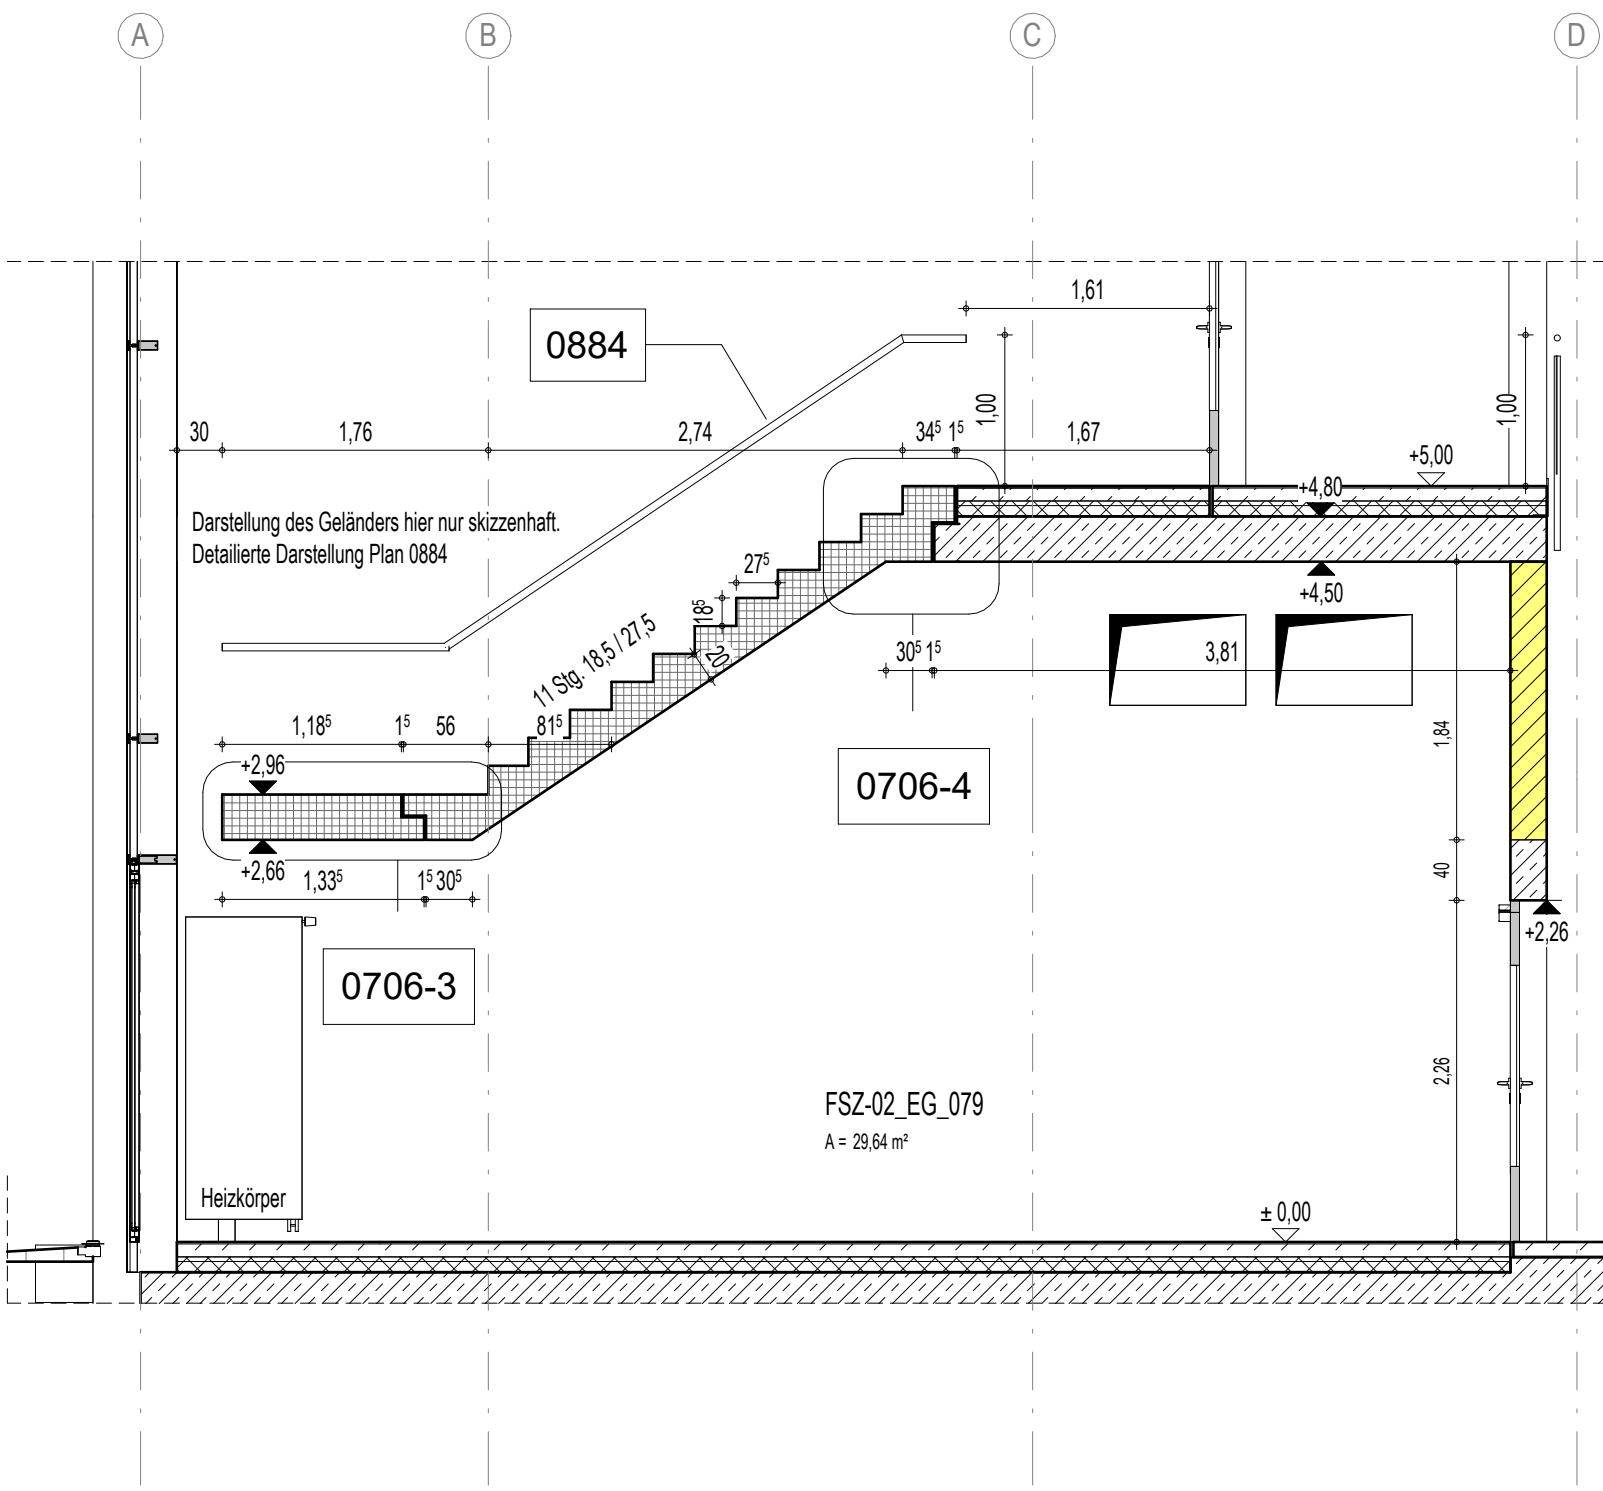 A B C D
1,61
0884
1,00
1,00
30 1,76 2,74 34⁵ 1⁵ 1,67
+5,00
+4,80
Darstellung des Geländers hier nur skizzenhaft.
Detailierte Darstellung Plan 0884
27⁵
18⁵
+4,50
11 Stg. 18,5 / 27,5
20
30⁵ 1⁵ 3,81
1,18⁵ 1⁵ 56 81⁵
1,84
+2,96
0706-4
+2,66
40
1,33⁵ 1⁵ 30⁵
+2,26
0706-3
2,26
FSZ-02_EG_079
A = 29,64 m²
Heizkörper
± 0,00